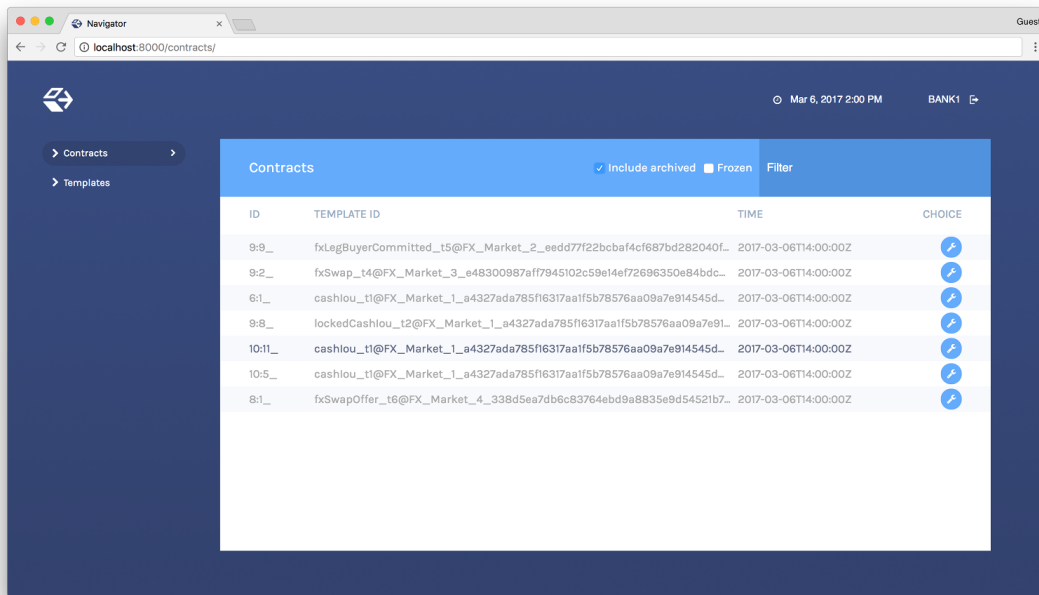 Navigator
Guest
localhost:8000/contracts/
Mar 6, 2017 2:00 PM BANK1
Contracts
Templates
Contracts Include archived Frozen Filter
ID TEMPLATE ID TIME CHOICE
9:9_ fxLegBuyerCommitted_t5@FX_Market_2_eedd77f22bcbaf4cf687bd282040f... 2017-03-06T14:00:00Z
9:2_ fxSwap_t4@FX_Market_3_e48300987aff7945102c59e14ef72696350e84bdc... 2017-03-06T14:00:00Z
6:1_ cashIou_t1@FX_Market_1_a4327ada785f16317aa1f5b78576aa09a7e914545d... 2017-03-06T14:00:00Z
9:8_ lockedCashIou_t2@FX_Market_1_a4327ada785f16317aa1f5b78576aa09a7e91... 2017-03-06T14:00:00Z
10:11_ cashIou_t1@FX_Market_1_a4327ada785f16317aa1f5b78576aa09a7e914545d... 2017-03-06T14:00:00Z
10:5_ cashIou_t1@FX_Market_1_a4327ada785f16317aa1f5b78576aa09a7e914545d... 2017-03-06T14:00:00Z
8:1_ fxSwapOffer_t6@FX_Market_4_338d5ea7db6c83764ebd9a8835e9d54521b7... 2017-03-06T14:00:00Z